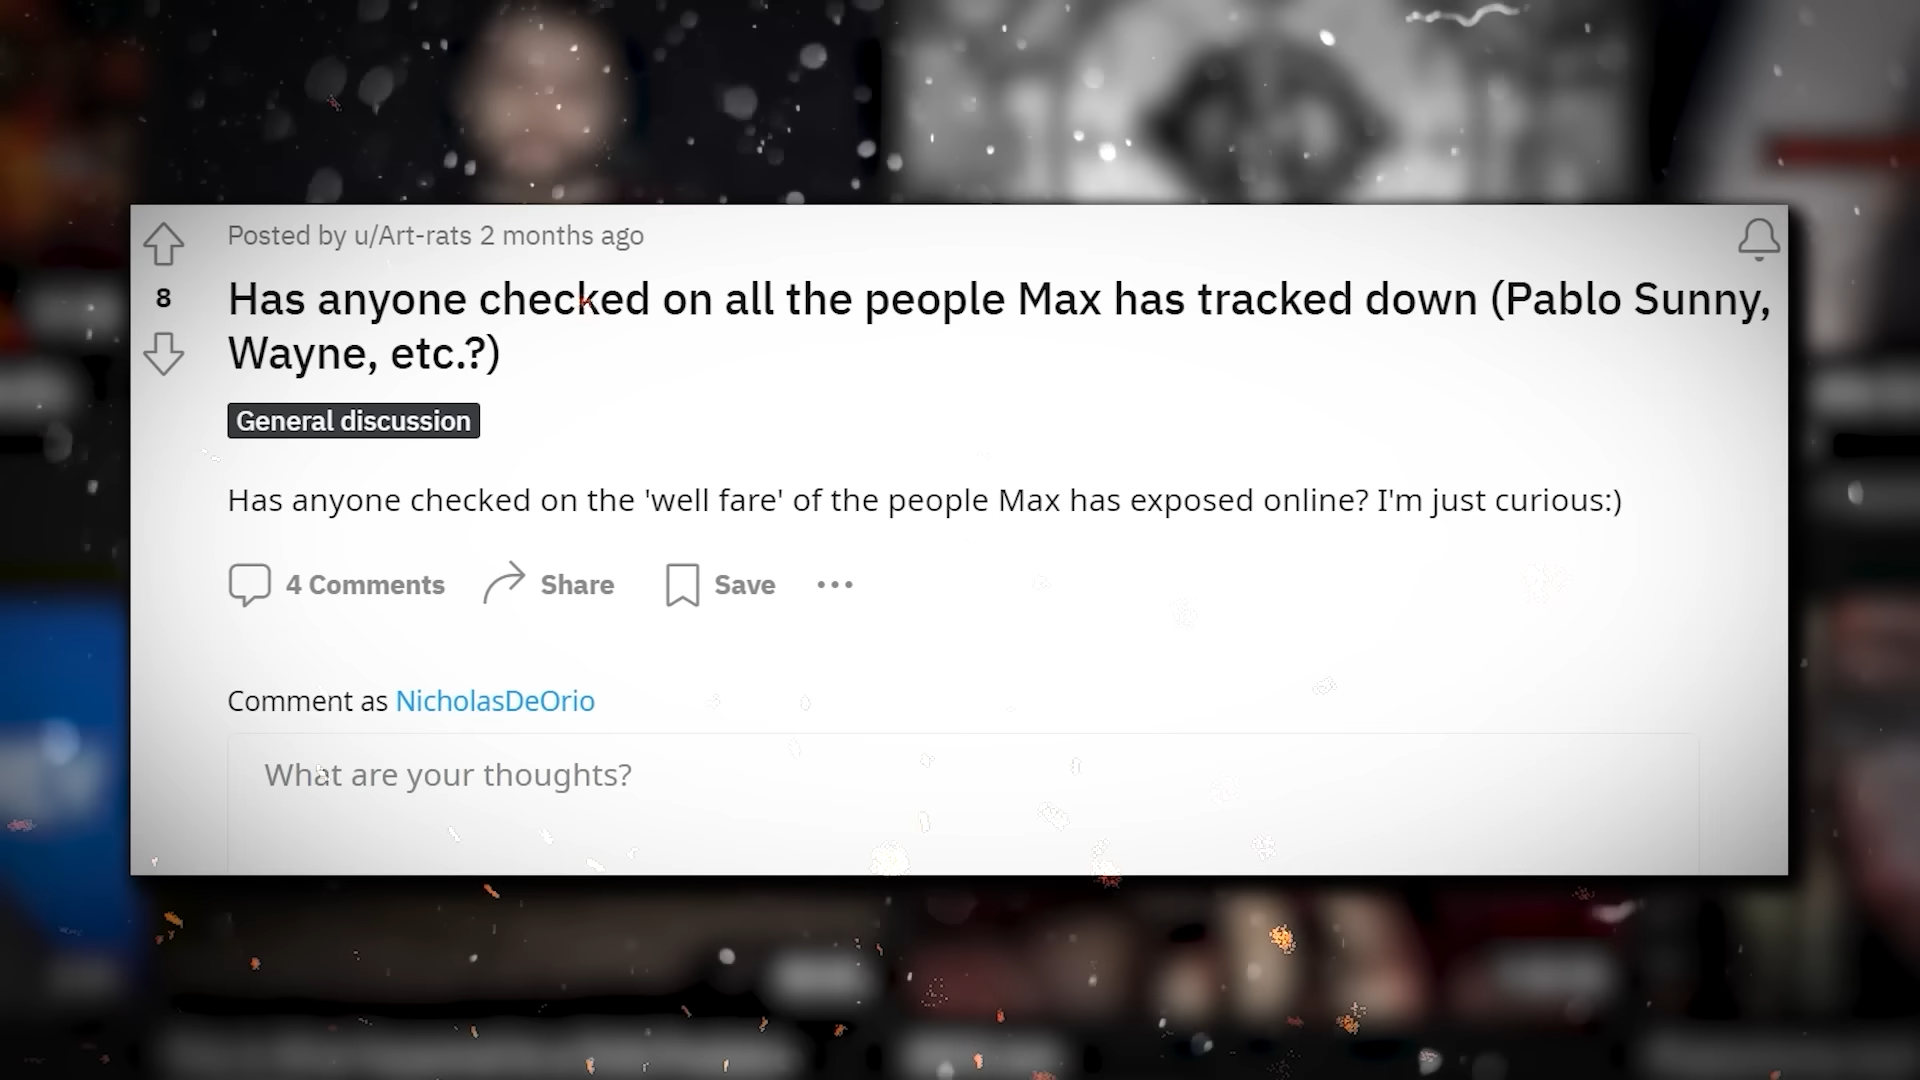 Posted by u/Art-rats 2 months ago
8
Has anyone checked on all the people Max has tracked down (Pablo Sunny,
Wayne, etc.?)
General discussion
Has anyone checked on the 'well fare' of the people Max has exposed online? I'm just curious:)
4 Comments Share Save
Comment as NicholasDeOrio
What are your thoughts?